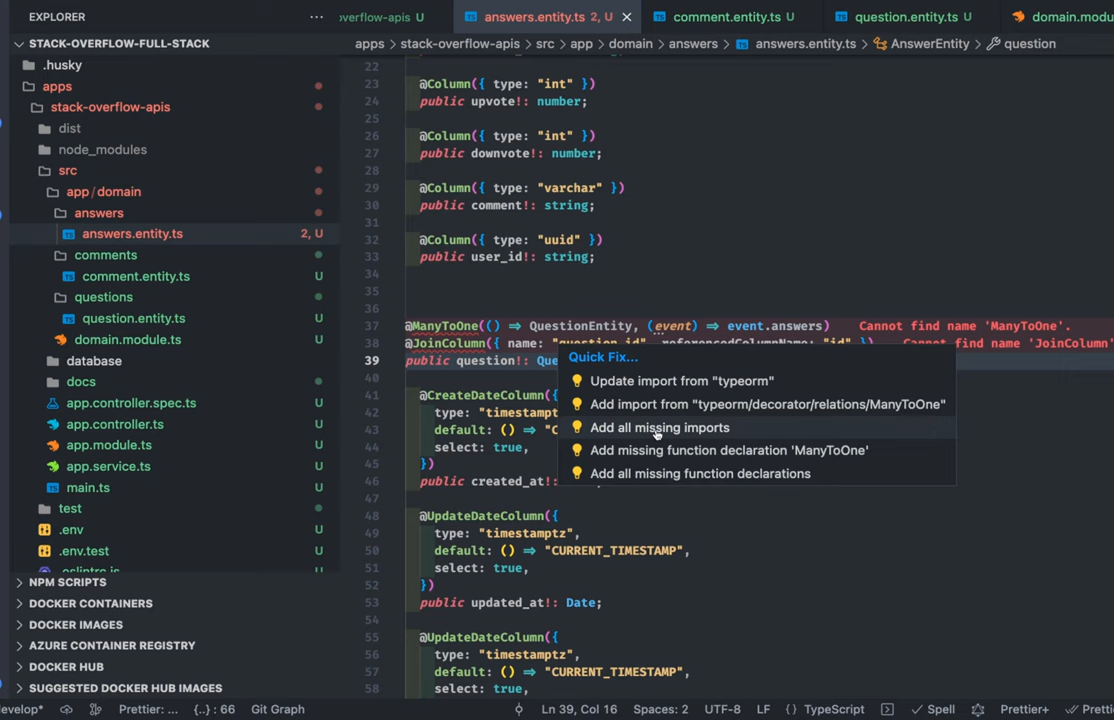 EXPLORER
STACK-OVERFLOW-FULL-STACK
.husky
apps
stack-overflow-apis
dist
node_modules
src
app / domain
answers
answers.entity.ts 2, U
comments
comment.entity.ts U
questions
question.entity.ts U
domain.module.ts U
database
docs
app.controller.spec.ts U
app.controller.ts U
app.module.ts U
app.service.ts U
main.ts U
test
.env U
.env.test U
NPM SCRIPTS
DOCKER CONTAINERS
DOCKER IMAGES
AZURE CONTAINER REGISTRY
DOCKER HUB
SUGGESTED DOCKER HUB IMAGES
overflow-apis U answers.entity.ts 2, U comment.entity.ts U question.entity.ts U domain.modu
apps > stack-overflow-apis > src > app > domain > answers > answers.entity.ts > AnswerEntity > question
22
23 @Column({ type: "int" })
24 public upvote!: number;
25
26 @Column({ type: "int" })
27 public downvote!: number;
28
29 @Column({ type: "varchar" })
30 public comment!: string;
31
32 @Column({ type: "uuid" })
33 public user_id!: string;
34
35
36
37 @ManyToOne(() => QuestionEntity, (event) => event.answers) Cannot find name 'ManyToOne'.
38 @JoinColumn({ name: "question_id", referencedColumnName: "id" }) Cannot find name 'JoinColumn'
39 public question!: Que
40
41 @CreateDateColumn({
42 type: "timestamptz",
43 default: () => "C
44 select: true,
45 })
46 public created_at!:
47
48 @UpdateDateColumn({
49 type: "timestamptz",
50 default: () => "CURRENT_TIMESTAMP",
51 select: true,
52 })
53 public updated_at!: Date;
54
55 @UpdateDateColumn({
56 type: "timestamptz",
57 default: () => "CURRENT_TIMESTAMP",
58 select: true,
Quick Fix...
Update import from "typeorm"
Add import from "typeorm/decorator/relations/ManyToOne"
Add all missing imports
Add missing function declaration 'ManyToOne'
Add all missing function declarations
evelop* Prettier: ... {..} : 66 Git Graph Ln 39, Col 16 Spaces: 2 UTF-8 LF {} TypeScript Spell Prettier+ Pretti